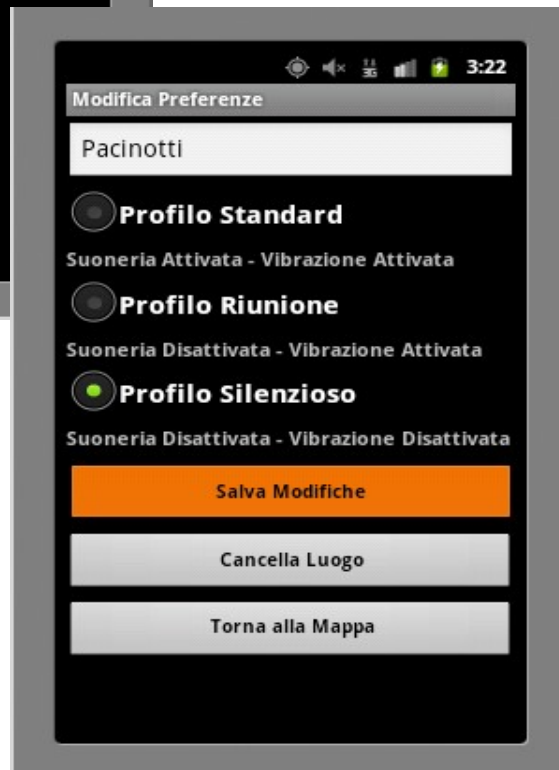 3G 3:22
Modifica Preferenze
Pacinotti
Profilo Standard
Suoneria Attivata - Vibrazione Attivata
Profilo Riunione
Suoneria Disattivata - Vibrazione Attivata
Profilo Silenzioso
Suoneria Disattivata - Vibrazione Disattivata
Salva Modifiche
Cancella Luogo
Torna alla Mappa